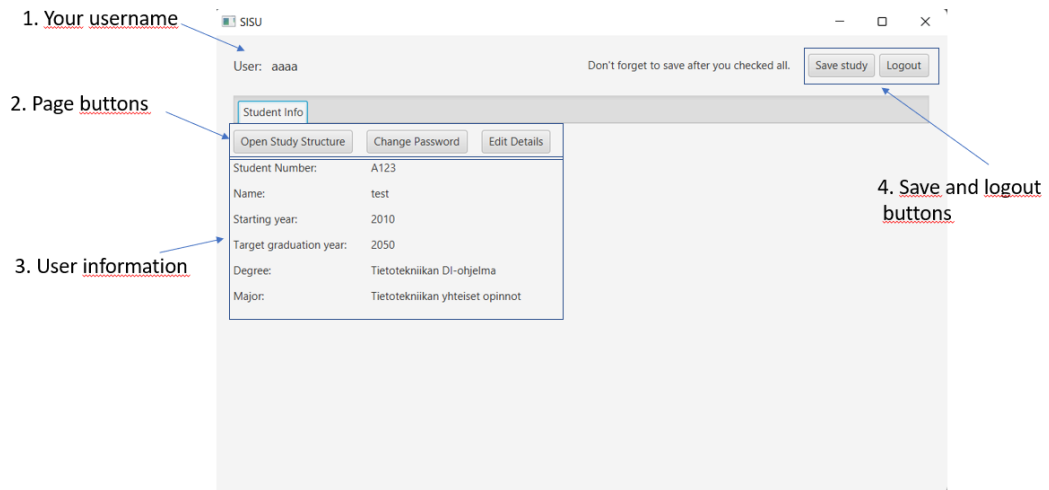 1. Your username
SISU
User: aaaa
Don't forget to save after you checked all.
Save study
Logout
2. Page buttons
Student Info
Open Study Structure
Change Password
Edit Details
Student Number: A123
Name: test
Starting year: 2010
Target graduation year: 2050
Degree: Tietotekniikan DI-ohjelma
Major: Tietotekniikan yhteiset opinnot
3. User information
4. Save and logout
buttons